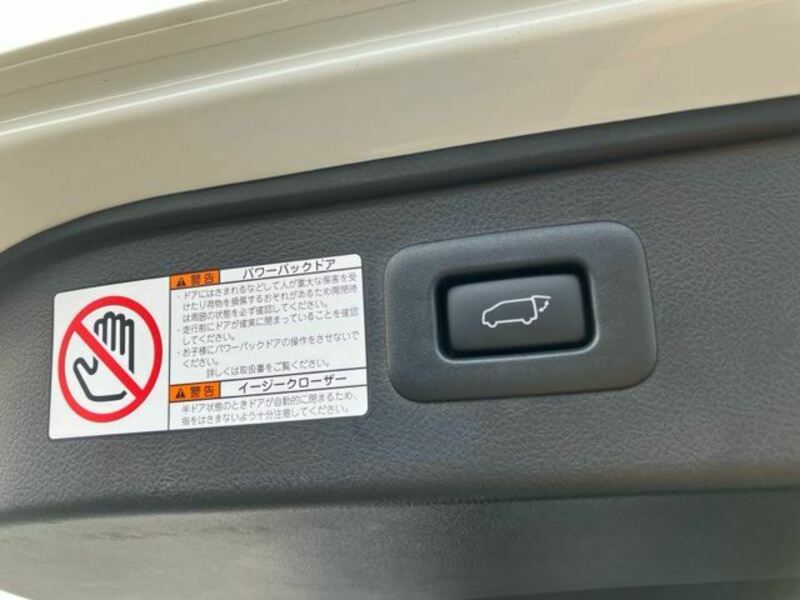 警告 パワーバックドア
・ドアにはさまれるなどして人が重大な傷害を受
けたり荷物を損傷するおそれがあるため開閉時
は周囲の状態を必ず確認してください。
・走行前にドアが確実に閉まっていることを確認
してください。
・お子様にパワーバックドアの操作をさせないで
ください。
詳しくは取扱書をご覧ください。
警告 イージークローザー
半ドア状態のときドアが自動的に閉まるため、
指をはさまないよう十分注意してください。